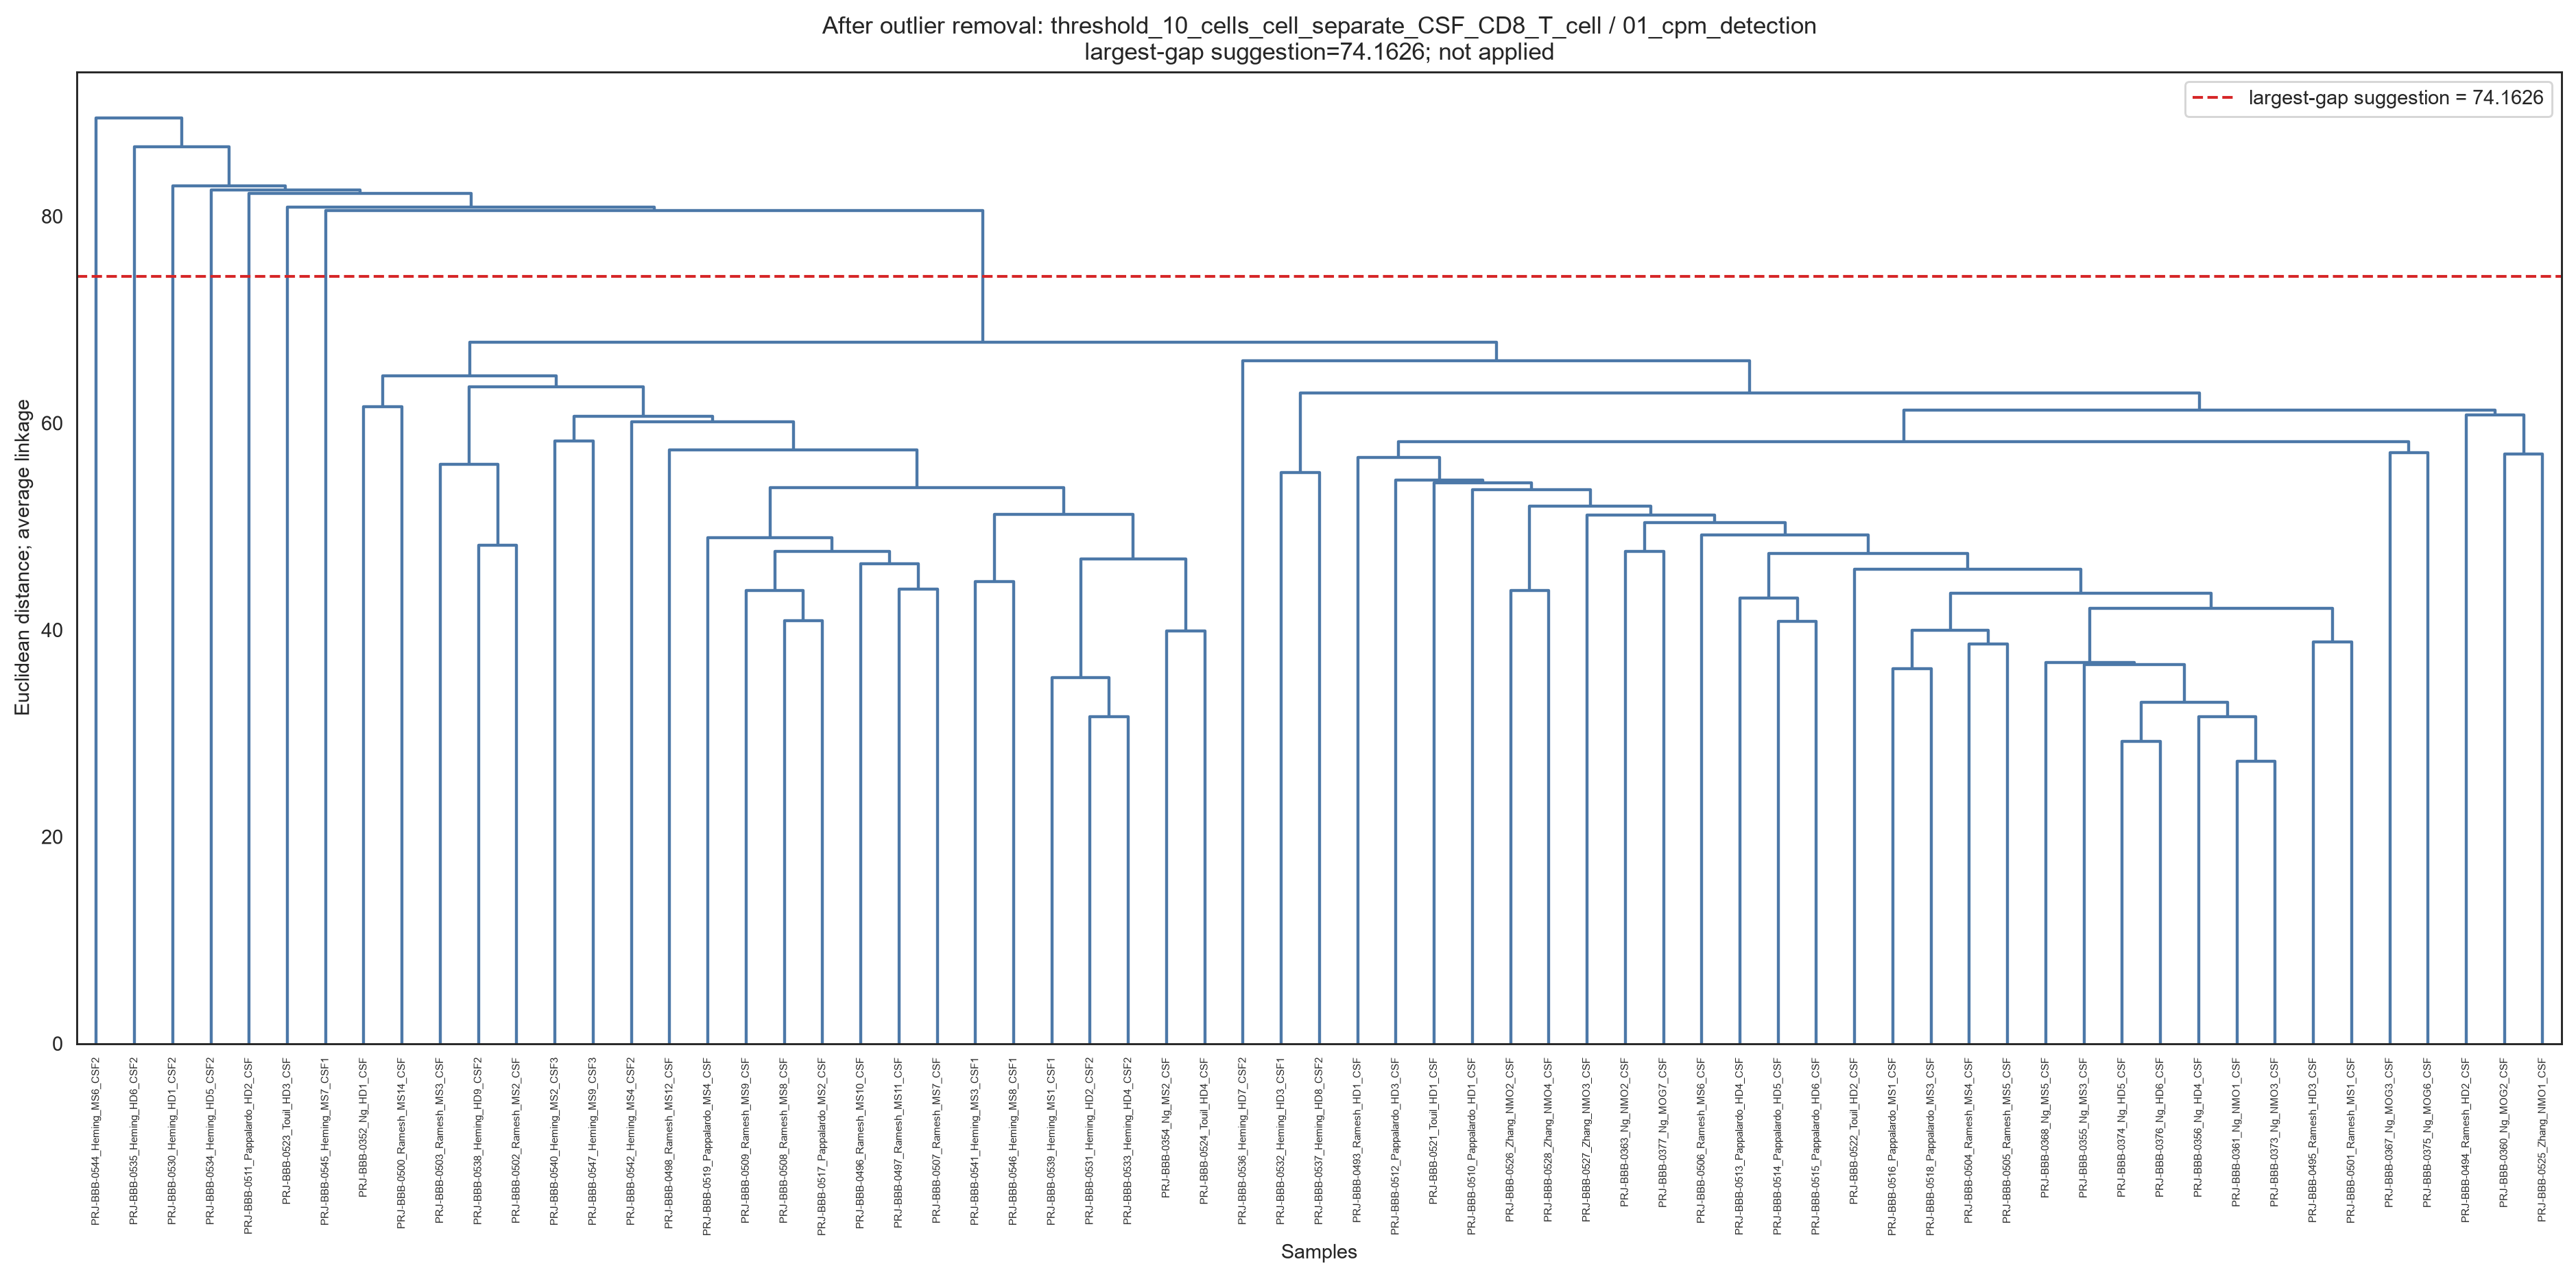 After outlier removal: threshold_10_cells_cell_separate_CSF_CD8_T_cell / 01_cpm_detection
largest-gap suggestion=74.1626; not applied
largest-gap suggestion = 74.1626
80
60
40
20
0
Euclidean distance; average linkage
PRJ-BBB-0544_Heming_MS6_CSF2
PRJ-BBB-0535_Heming_HD6_CSF2
PRJ-BBB-0530_Heming_HD1_CSF2
PRJ-BBB-0534_Heming_HD5_CSF2
PRJ-BBB-0511_Pappalardo_HD2_CSF
PRJ-BBB-0523_Touil_HD3_CSF
PRJ-BBB-0545_Heming_MS7_CSF1
PRJ-BBB-0352_Ng_HD1_CSF
PRJ-BBB-0500_Ramesh_MS14_CSF
PRJ-BBB-0503_Ramesh_MS3_CSF
PRJ-BBB-0538_Heming_HD9_CSF2
PRJ-BBB-0502_Ramesh_MS2_CSF
PRJ-BBB-0540_Heming_MS2_CSF3
PRJ-BBB-0547_Heming_MS9_CSF3
PRJ-BBB-0542_Heming_MS4_CSF2
PRJ-BBB-0498_Ramesh_MS12_CSF
PRJ-BBB-0519_Pappalardo_MS4_CSF
PRJ-BBB-0509_Ramesh_MS9_CSF
PRJ-BBB-0508_Ramesh_MS8_CSF
PRJ-BBB-0517_Pappalardo_MS2_CSF
PRJ-BBB-0496_Ramesh_MS10_CSF
PRJ-BBB-0497_Ramesh_MS11_CSF
PRJ-BBB-0507_Ramesh_MS7_CSF
PRJ-BBB-0541_Heming_MS3_CSF1
PRJ-BBB-0546_Heming_MS8_CSF1
PRJ-BBB-0539_Heming_MS1_CSF1
PRJ-BBB-0531_Heming_HD2_CSF2
PRJ-BBB-0533_Heming_HD4_CSF2
PRJ-BBB-0354_Ng_MS2_CSF
PRJ-BBB-0524_Touil_HD4_CSF
PRJ-BBB-0536_Heming_HD7_CSF2
PRJ-BBB-0532_Heming_HD3_CSF1
PRJ-BBB-0537_Heming_HD8_CSF2
PRJ-BBB-0493_Ramesh_HD1_CSF
PRJ-BBB-0512_Pappalardo_HD3_CSF
PRJ-BBB-0521_Touil_HD1_CSF
PRJ-BBB-0510_Pappalardo_HD1_CSF
PRJ-BBB-0526_Zhang_NMO2_CSF
PRJ-BBB-0528_Zhang_NMO4_CSF
PRJ-BBB-0527_Zhang_NMO3_CSF
PRJ-BBB-0363_Ng_NMO2_CSF
PRJ-BBB-0377_Ng_MOG7_CSF
PRJ-BBB-0506_Ramesh_MS6_CSF
PRJ-BBB-0513_Pappalardo_HD4_CSF
PRJ-BBB-0514_Pappalardo_HD5_CSF
PRJ-BBB-0515_Pappalardo_HD6_CSF
PRJ-BBB-0522_Touil_HD2_CSF
PRJ-BBB-0516_Pappalardo_MS1_CSF
PRJ-BBB-0518_Pappalardo_MS3_CSF
PRJ-BBB-0504_Ramesh_MS4_CSF
PRJ-BBB-0505_Ramesh_MS5_CSF
PRJ-BBB-0368_Ng_MS5_CSF
PRJ-BBB-0355_Ng_MS3_CSF
PRJ-BBB-0374_Ng_HD5_CSF
PRJ-BBB-0376_Ng_HD6_CSF
PRJ-BBB-0356_Ng_HD4_CSF
PRJ-BBB-0361_Ng_NMO1_CSF
PRJ-BBB-0373_Ng_NMO3_CSF
PRJ-BBB-0495_Ramesh_HD3_CSF
PRJ-BBB-0501_Ramesh_MS1_CSF
PRJ-BBB-0367_Ng_MOG3_CSF
PRJ-BBB-0375_Ng_MOG6_CSF
PRJ-BBB-0494_Ramesh_HD2_CSF
PRJ-BBB-0360_Ng_MOG2_CSF
PRJ-BBB-0525_Zhang_NMO1_CSF
Samples